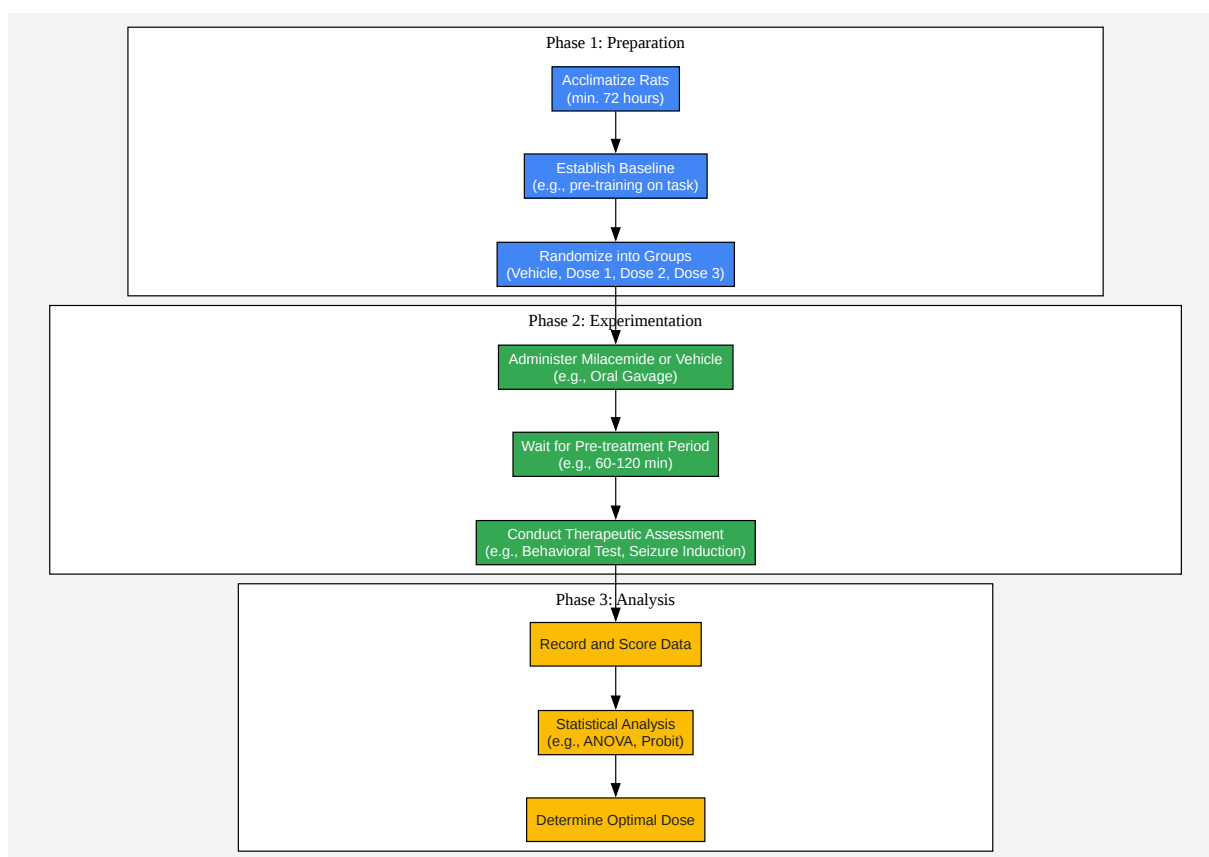 Phase 1: Preparation
Acclimatize Rats
(min. 72 hours)
Establish Baseline
(e.g., pre-training on task)
Randomize into Groups
(Vehicle, Dose 1, Dose 2, Dose 3)
Phase 2: Experimentation
Administer Milacemide or Vehicle
(e.g., Oral Gavage)
Wait for Pre-treatment Period
(e.g., 60-120 min)
Conduct Therapeutic Assessment
(e.g., Behavioral Test, Seizure Induction)
Phase 3: Analysis
Record and Score Data
Statistical Analysis
(e.g., ANOVA, Probit)
Determine Optimal Dose